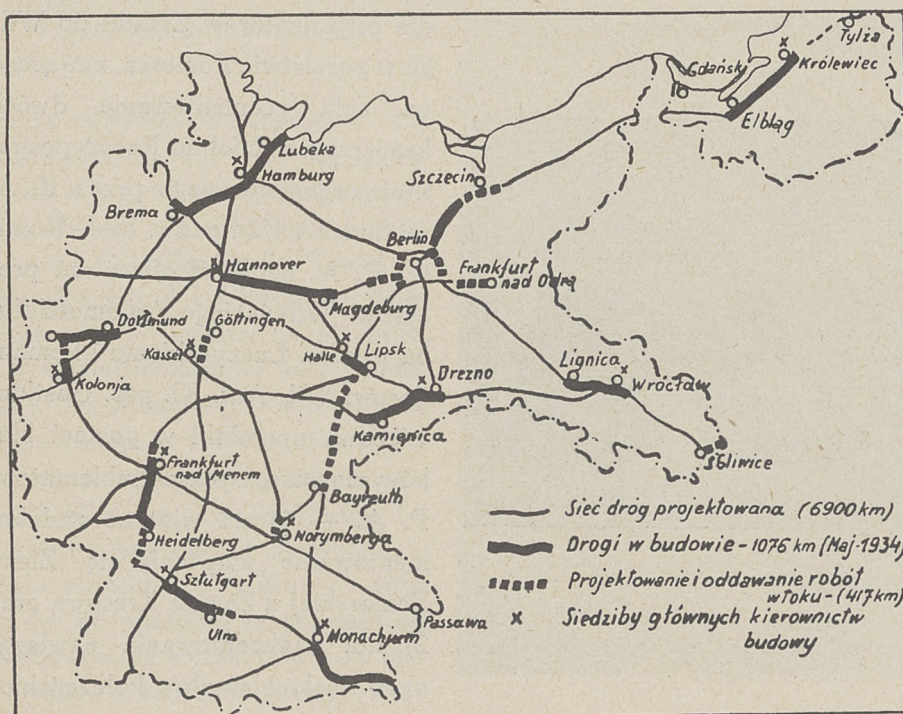 Tylża
Królewiec
Gdańsk
Elbląg
Lubeka
Hamburg
Szczecin
Brema
Berlin
Hannover
Frankfurt
nad Odrą
Magdeburg
Dortmund
Göttingen
Kassel
Halle
Lipsk
Lignica
Drezno
Wrocław
Kolonja
Kamienica
Gliwice
Frankfurt
nad Menem
Bayreuth
Heidelberg
Norymberga
Sztutgart
Ulm
Passawa
Monachjum
Sieć dróg projektowana (6900 km)
Drogi w budowie - 1076 km (Maj-1934)
Projektowanie i oddawanie robót
w toku - (417 km)
x Siedziby głównych kierownictw
budowy